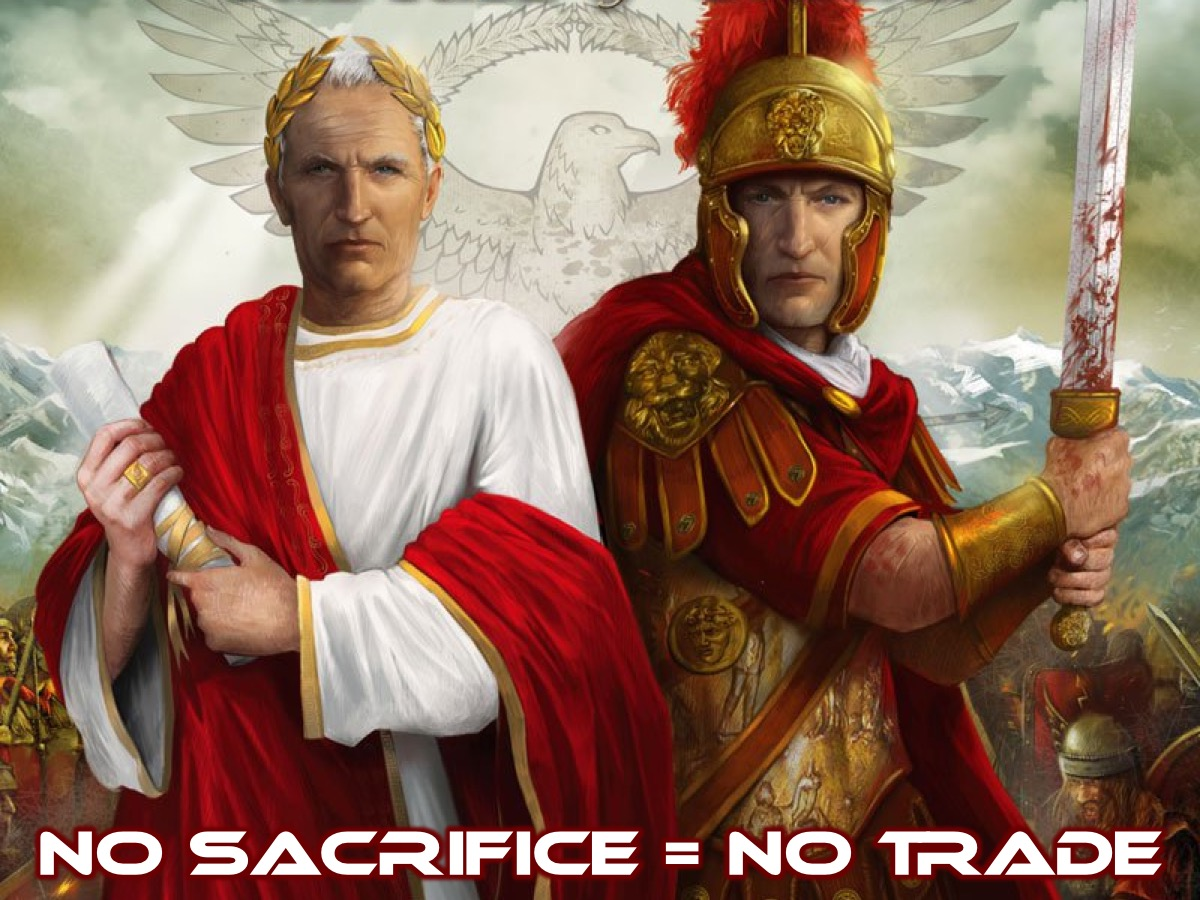 NO SACRIFICE = NO TRADE